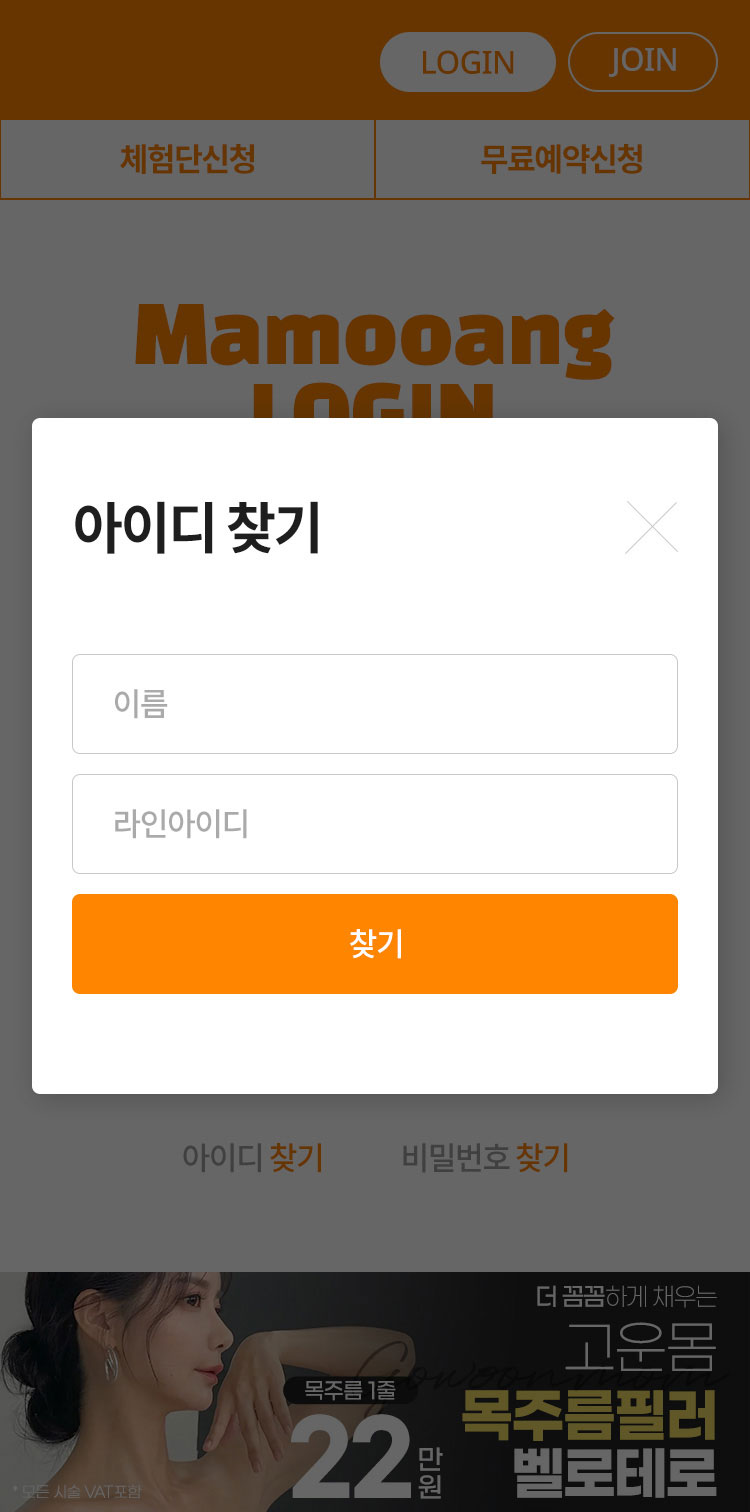 LOGIN JOIN
체험단신청 무료예약신청
Mamooang
LOGIN
아이디 찾기
이름
라인아이디
찾기
아이디 찾기 비밀번호 찾기
더 꼼꼼하게 채우는
고운몸
목주름필러
벨로테로
목주름 1줄
22만원
* 모든 시술 VAT포함